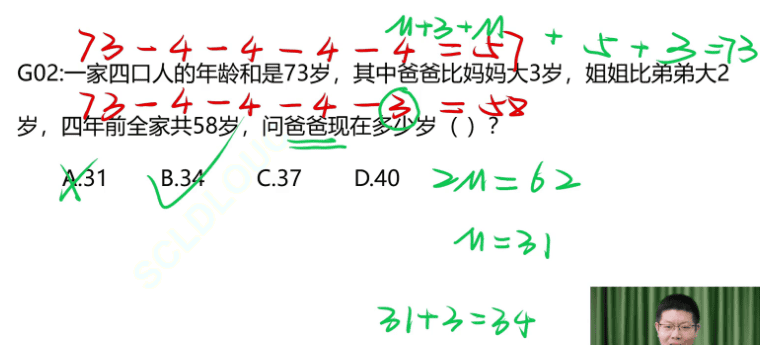 M+3+M + 5+3=73
73-4-4-4-4=57
G02:一家四口人的年龄和是73岁，其中爸爸比妈妈大3岁，姐姐比弟弟大2
73-4-4-4-3=58
岁，四年前全家共58岁，问爸爸现在多少岁（）？
A.31 B.34 C.37 D.40
2M=62
M=31
31+3=34